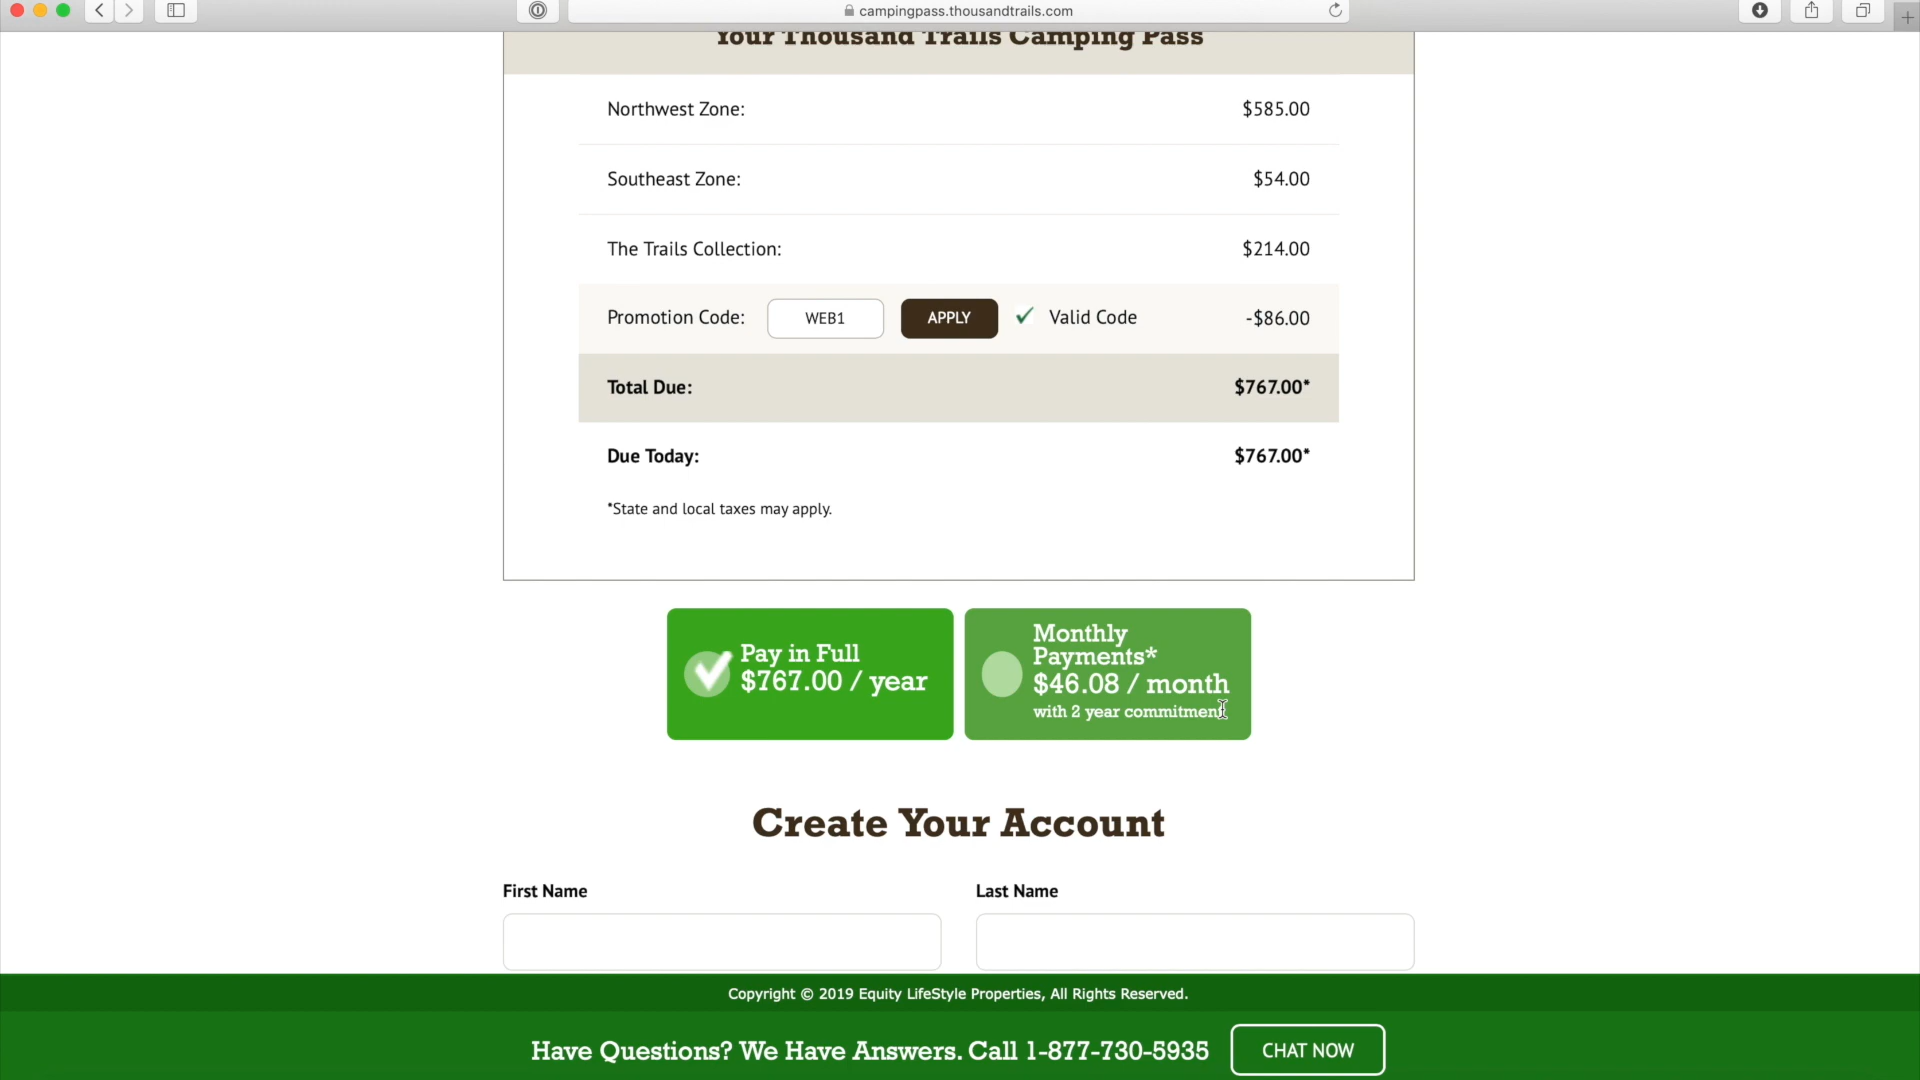 campingpass.thousandtrails.com
Your Thousand Trails Camping Pass
Northwest Zone: $585.00
Southeast Zone: $54.00
The Trails Collection: $214.00
Promotion Code: WEB1 APPLY Valid Code -$86.00
Total Due: $767.00*
Due Today: $767.00*
*State and local taxes may apply.
Pay in Full
$767.00 / year
Monthly
Payments*
$46.08 / month
with 2 year commitment
Create Your Account
First Name Last Name
Copyright © 2019 Equity LifeStyle Properties, All Rights Reserved.
Have Questions? We Have Answers. Call 1-877-730-5935 CHAT NOW